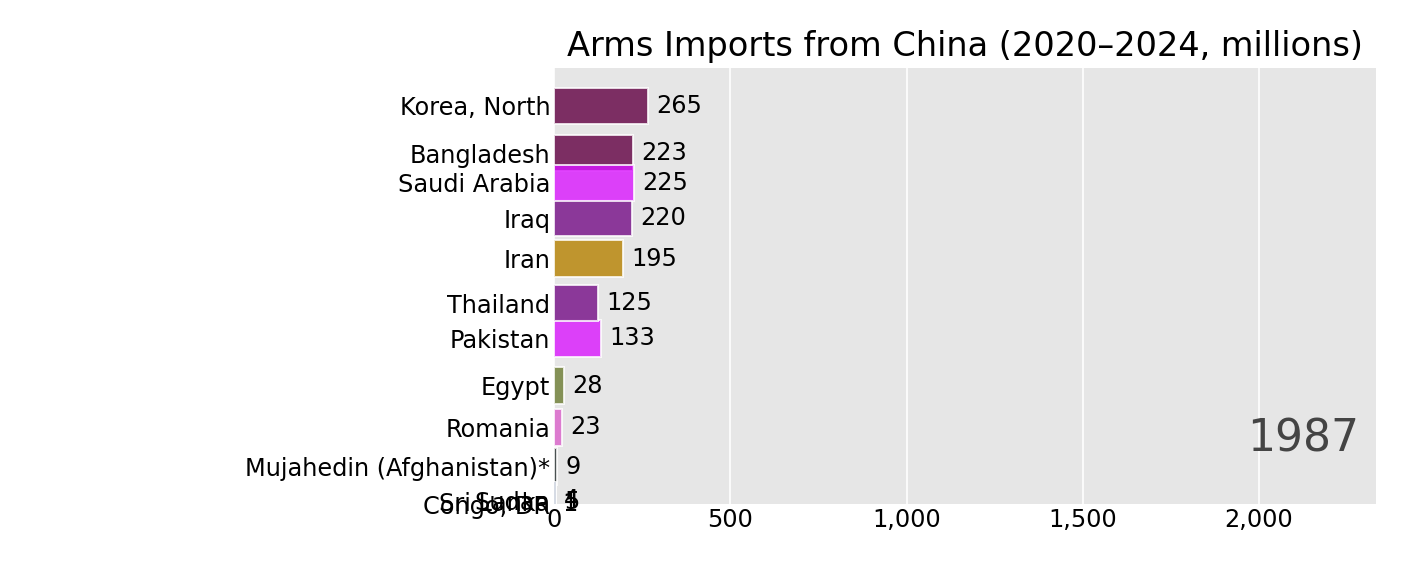 Arms Imports from China (2020–2024, millions)
Korea, North 265
Bangladesh 223
Saudi Arabia 225
Iraq 220
Iran 195
Thailand 125
Pakistan 133
Egypt 28
Romania 23
1987
Mujahedin (Afghanistan)* 9
0 500 1,000 1,500 2,000